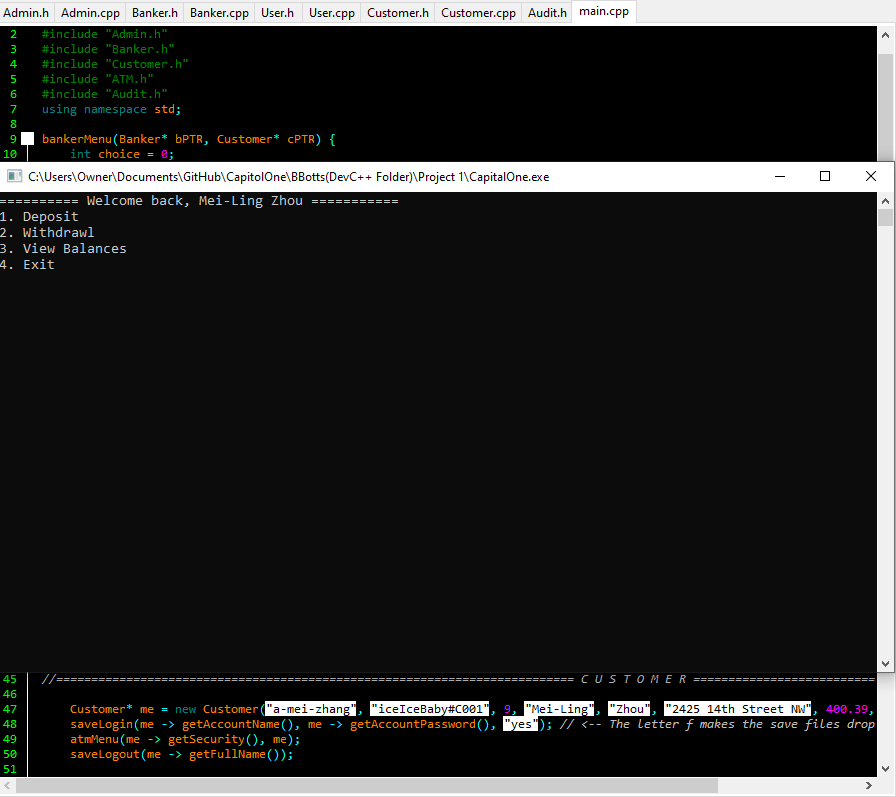 Admin.h Admin.cpp Banker.h Banker.cpp User.h User.cpp Customer.h Customer.cpp Audit.h main.cpp
2 #include "Admin.h"
3 #include "Banker.h"
4 #include "Customer.h"
5 #include "ATM.h"
6 #include "Audit.h"
7 using namespace std;
8
9 bankerMenu(Banker* bPTR, Customer* cPTR) {
10 int choice = 0;
C:\Users\Owner\Documents\GitHub\CapitolOne\BBotts(DevC++ Folder)\Project 1\CapitalOne.exe
========== Welcome back, Mei-Ling Zhou ===========
1. Deposit
2. Withdrawl
3. View Balances
4. Exit
45 //========================================================================== C U S T O M E R ==========================
46
47 Customer* me = new Customer("a-mei-zhang", "iceIceBaby#C001", 9, "Mei-Ling", "Zhou", "2425 14th Street NW", 400.39,
48 saveLogin(me -> getAccountName(), me -> getAccountPassword(), "yes"); // <-- The letter f makes the save files drop
49 atmMenu(me -> getSecurity(), me);
50 saveLogout(me -> getFullName());
51